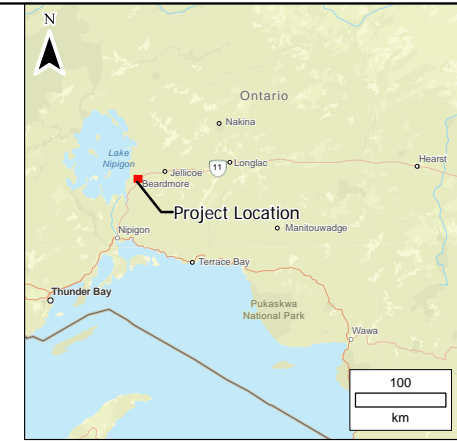 N
Ontario
Nakina
Lake
Nipigon
11
Longlac
Hearst
Jellicoe
Beardmore
Project Location
Nipigon
Manitouwadge
Terrace Bay
Thunder Bay
Pukaskwa
National Park
Wawa
100
km